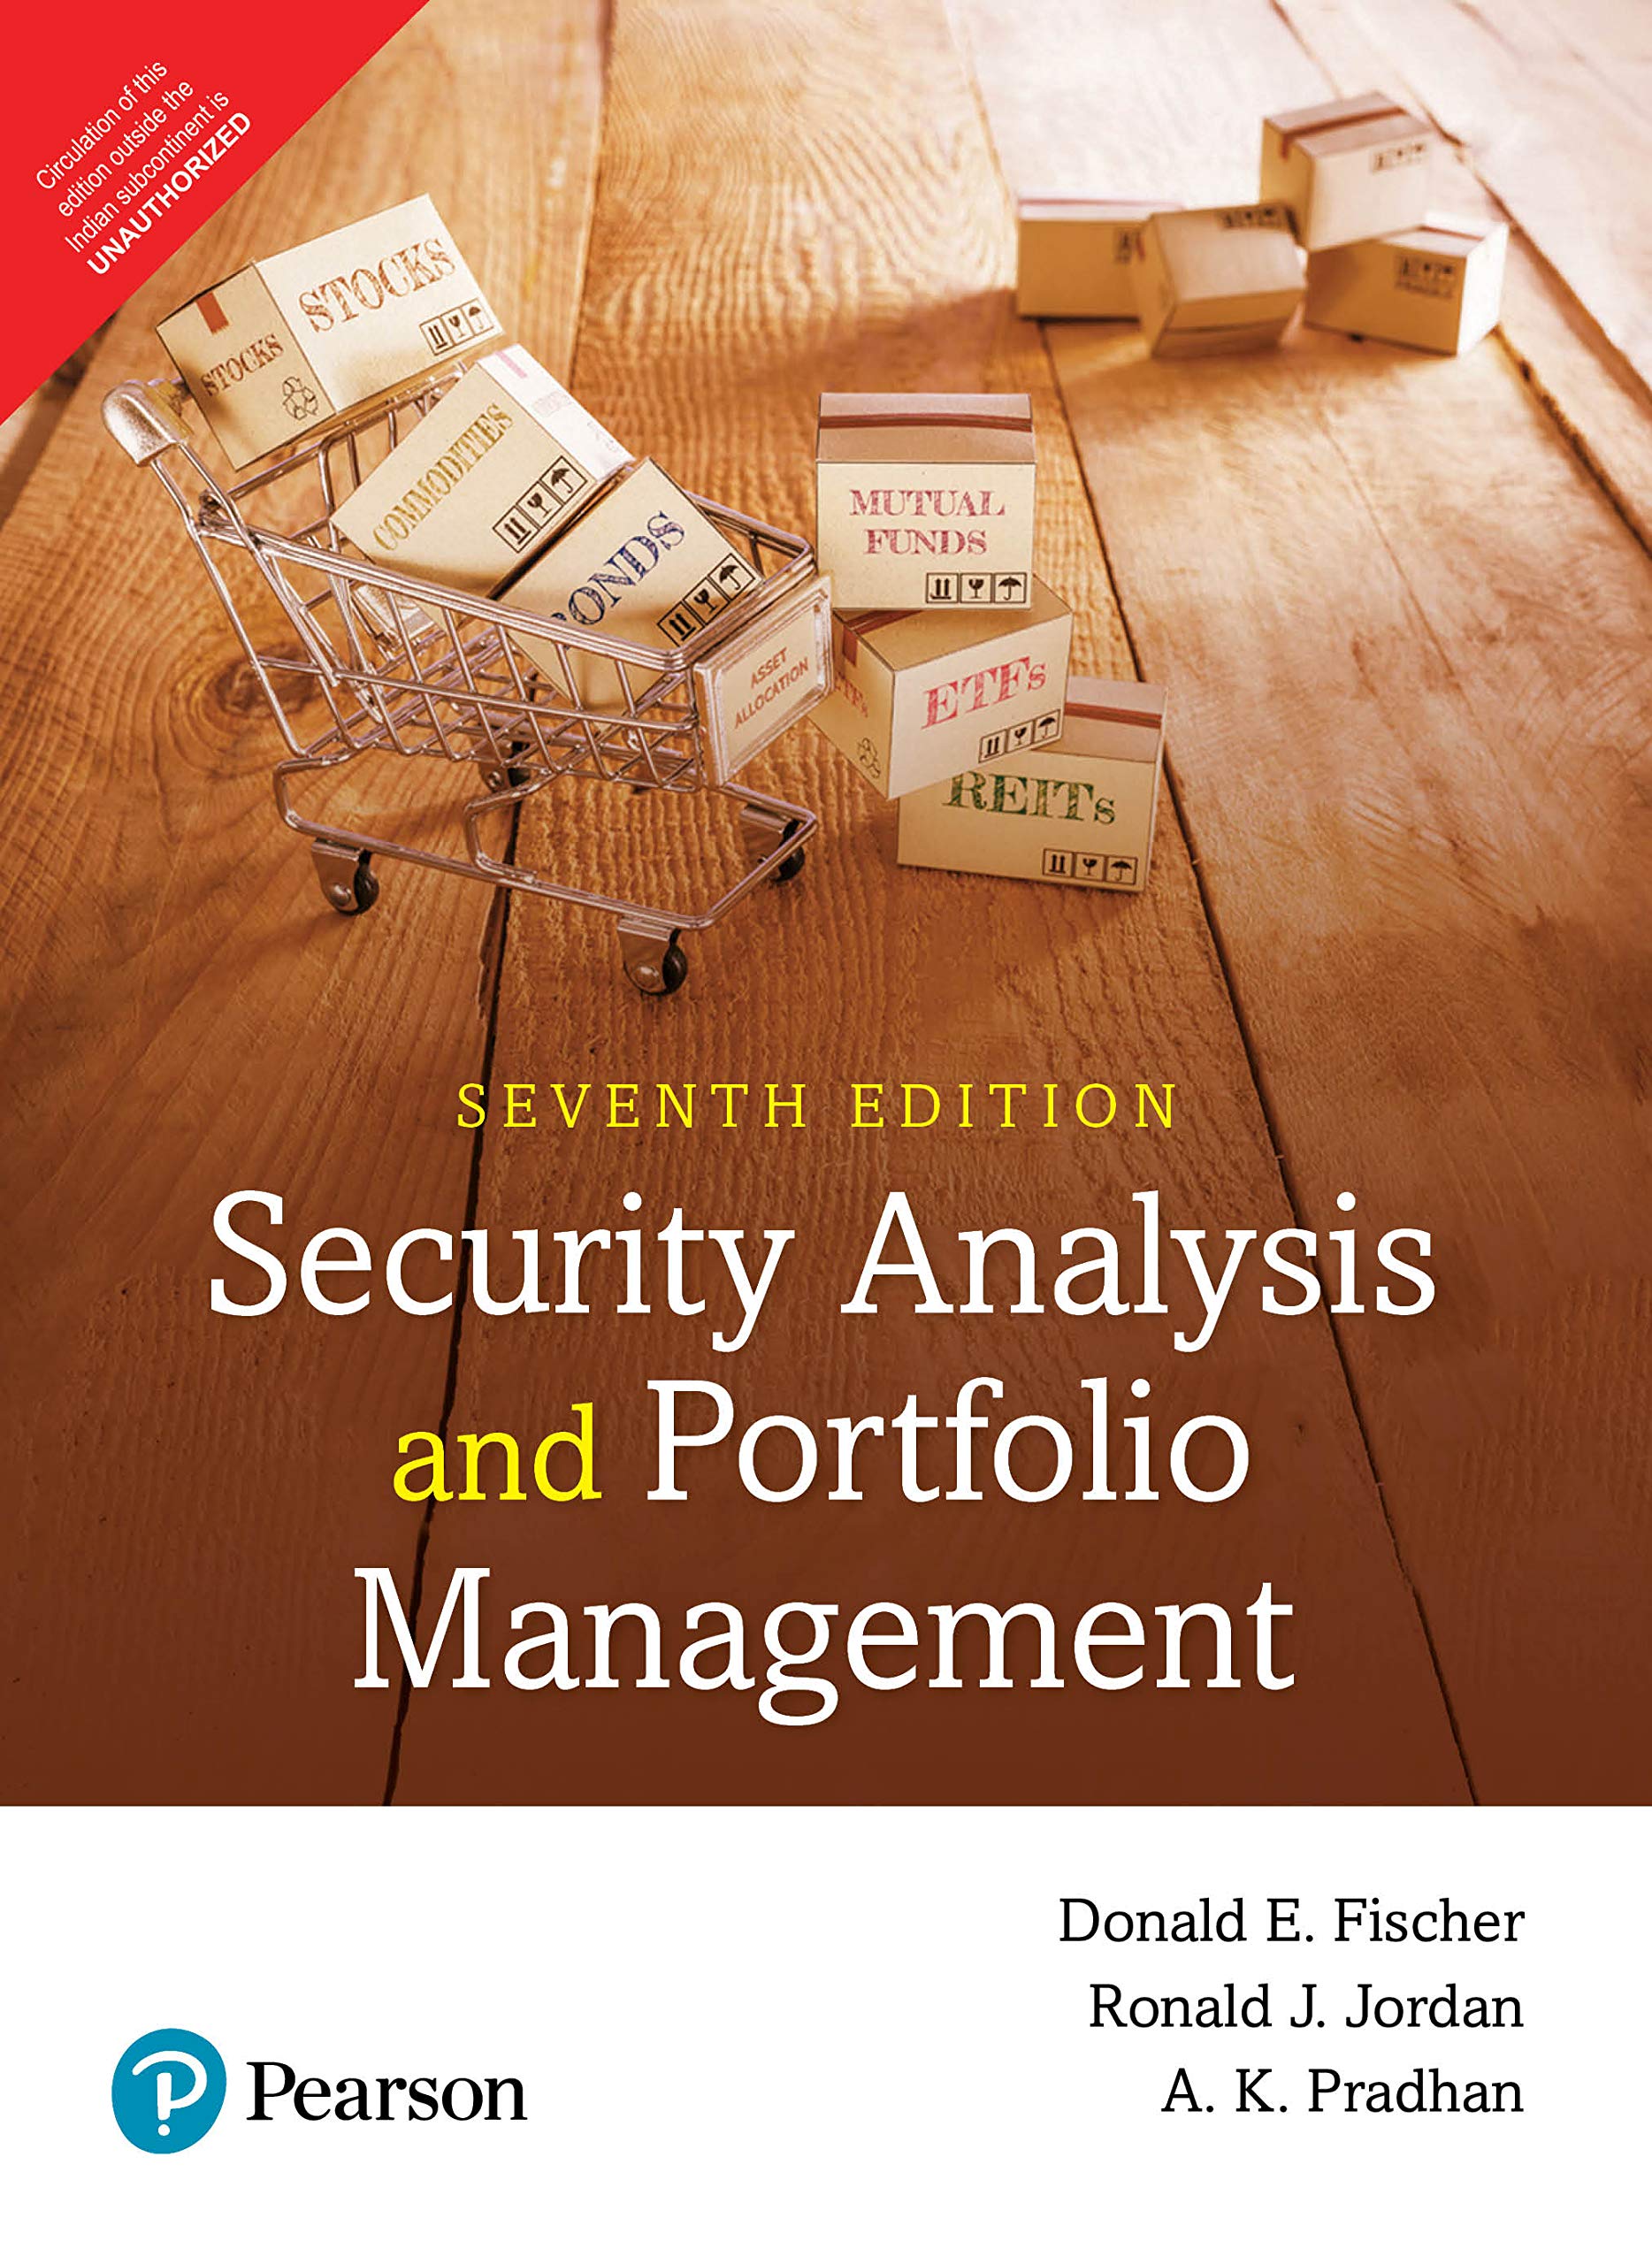 Circulation of this
edition outside the
Indian subcontinent is
UNAUTHORIZED
STOCKS
STOCKS
COMMODITIES
BONDS
ASSET
ALLOCATION
MUTUAL
FUNDS
ETFs
REITs
SEVENTH EDITION
Security Analysis
and Portfolio
Management
Donald E. Fischer
Ronald J. Jordan
A. K. Pradhan
Pearson